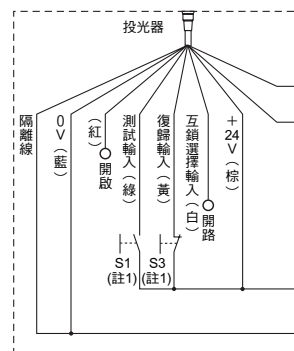 投光器
隔離線
0V(藍)
(紅)
開啟
測試輸入(綠)
復歸輸入(黃)
互鎖選擇輸入(白)
開路
+24V(棕)
S1
(註1)
S3
(註1)